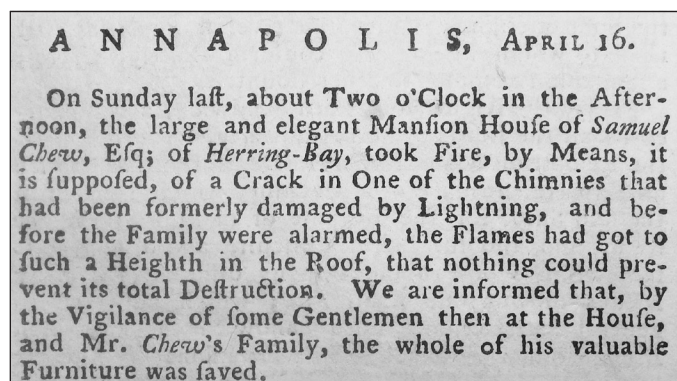 ANNAPOLIS, APRIL 16.
On Sunday laſt, about Two o'Clock in the After-
noon, the large and elegant Manſion Houſe of Samuel
Chew, Eſq; of Herring-Bay, took Fire, by Means, it
is ſuppoſed, of a Crack in One of the Chimnies that
had been formerly damaged by Lightning, and be-
fore the Family were alarmed, the Flames had got to
ſuch a Heighth in the Roof, that nothing could pre-
vent its total Deſtruction. We are informed that, by
the Vigilance of ſome Gentlemen then at the Houſe,
and Mr. Chew's Family, the whole of his valuable
Furniture was ſaved.